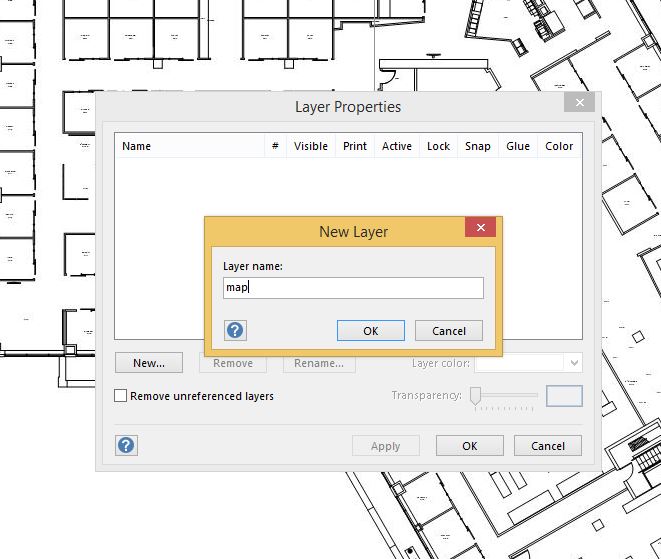 Layer Properties
Name # Visible Print Active Lock Snap Glue Color
New Layer
Layer name:
map
? OK Cancel
New... Remove Rename... Layer color:
Remove unreferenced layers Transparency:
? Apply OK Cancel